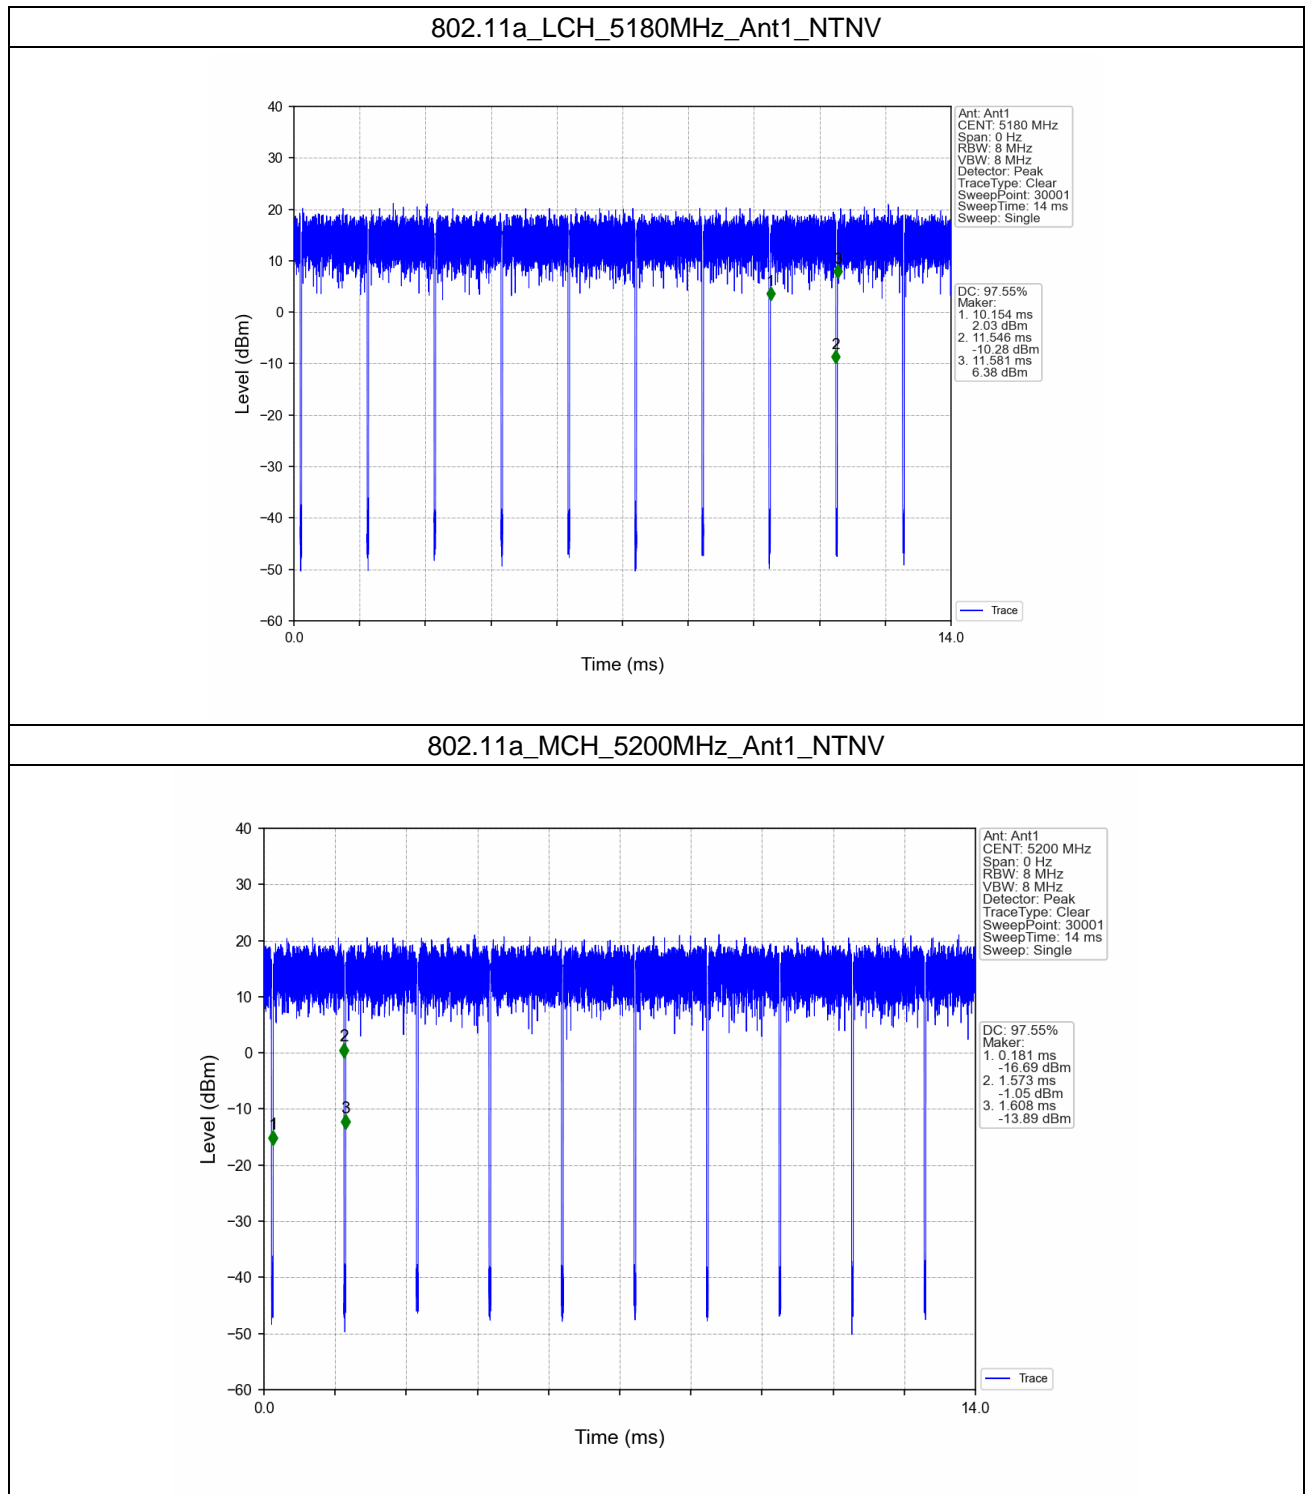 802.11a_LCH_5180MHz_Ant1_NTNV
40
30
20
10
0
−10
−20
−30
−40
−50
−60
Level (dBm)
0.0
14.0
Time (ms)
1
2
3
Ant: Ant1
CENT: 5180 MHz
Span: 0 Hz
RBW: 8 MHz
VBW: 8 MHz
Detector: Peak
TraceType: Clear
SweepPoint: 30001
SweepTime: 14 ms
Sweep: Single
DC: 97.55%
Maker:
1. 10.154 ms
2.03 dBm
2. 11.546 ms
-10.28 dBm
3. 11.581 ms
6.38 dBm
Trace
802.11a_MCH_5200MHz_Ant1_NTNV
40
30
20
10
0
−10
−20
−30
−40
−50
−60
Level (dBm)
0.0
14.0
Time (ms)
1
2
3
Ant: Ant1
CENT: 5200 MHz
Span: 0 Hz
RBW: 8 MHz
VBW: 8 MHz
Detector: Peak
TraceType: Clear
SweepPoint: 30001
SweepTime: 14 ms
Sweep: Single
DC: 97.55%
Maker:
1. 0.181 ms
-16.69 dBm
2. 1.573 ms
-1.05 dBm
3. 1.608 ms
-13.89 dBm
Trace